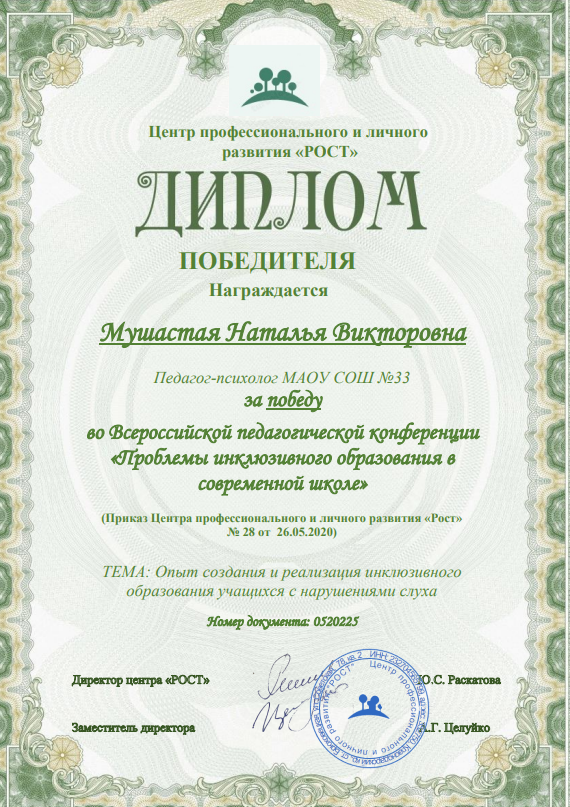 Центр профессионального и личного
развития «РОСТ»
ДИПЛОМ
ПОБЕДИТЕЛЯ
Награждается
Мушастая Наталья Викторовна
Педагог-психолог МАОУ СОШ №33
за победу
во Всероссийской педагогической конференции
«Проблемы инклюзивного образования в
современной школе»
(Приказ Центра профессионального и личного развития «Рост»
№ 28 от 26.05.2020)
ТЕМА: Опыт создания и реализация инклюзивного
образования учащихся с нарушениями слуха
Номер документа: 0520225
Директор центра «РОСТ»
Ю.С. Раскатова
Заместитель директора
А.Г. Целуйко
Центр профессионального и личного развития "РОСТ"